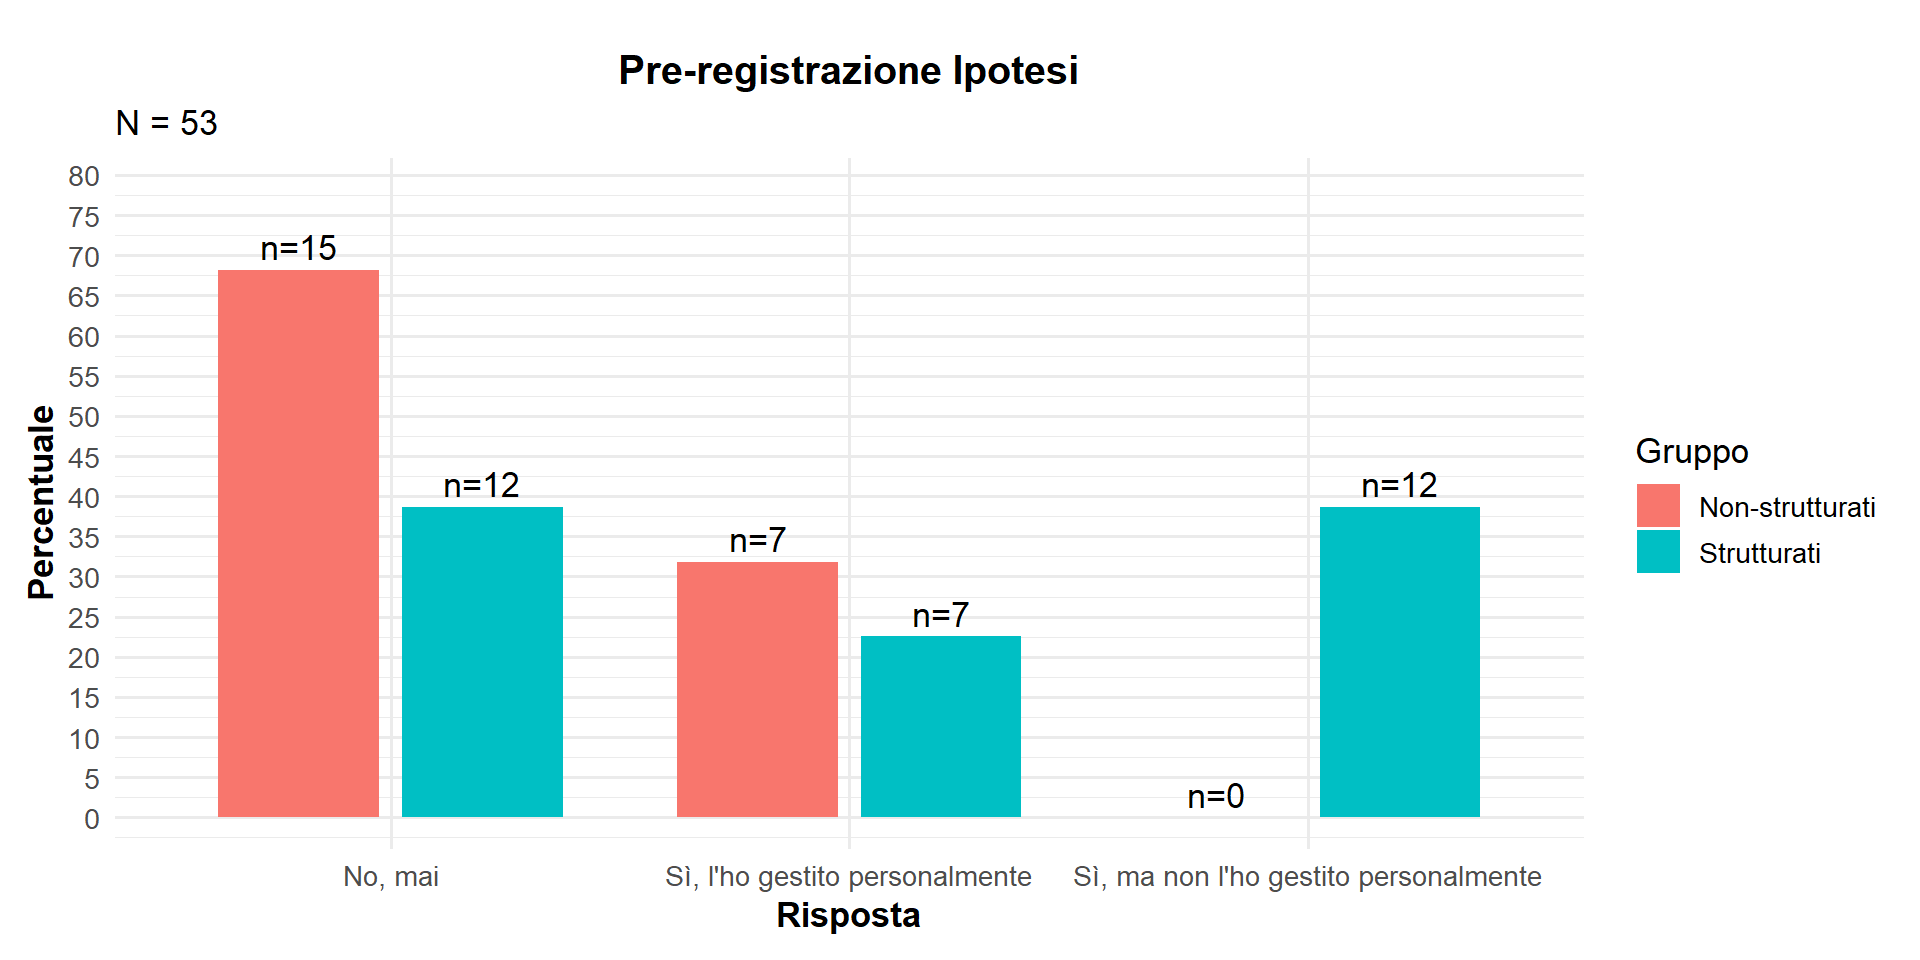 Pre-registrazione Ipotesi
N = 53
Percentuale
80
75
70
65
60
55
50
45
40
35
30
25
20
15
10
5
0
n=15
n=12
n=7
n=7
n=0
n=12
No, mai
Sì, l'ho gestito personalmente
Sì, ma non l'ho gestito personalmente
Risposta
Gruppo
Non-strutturati
Strutturati